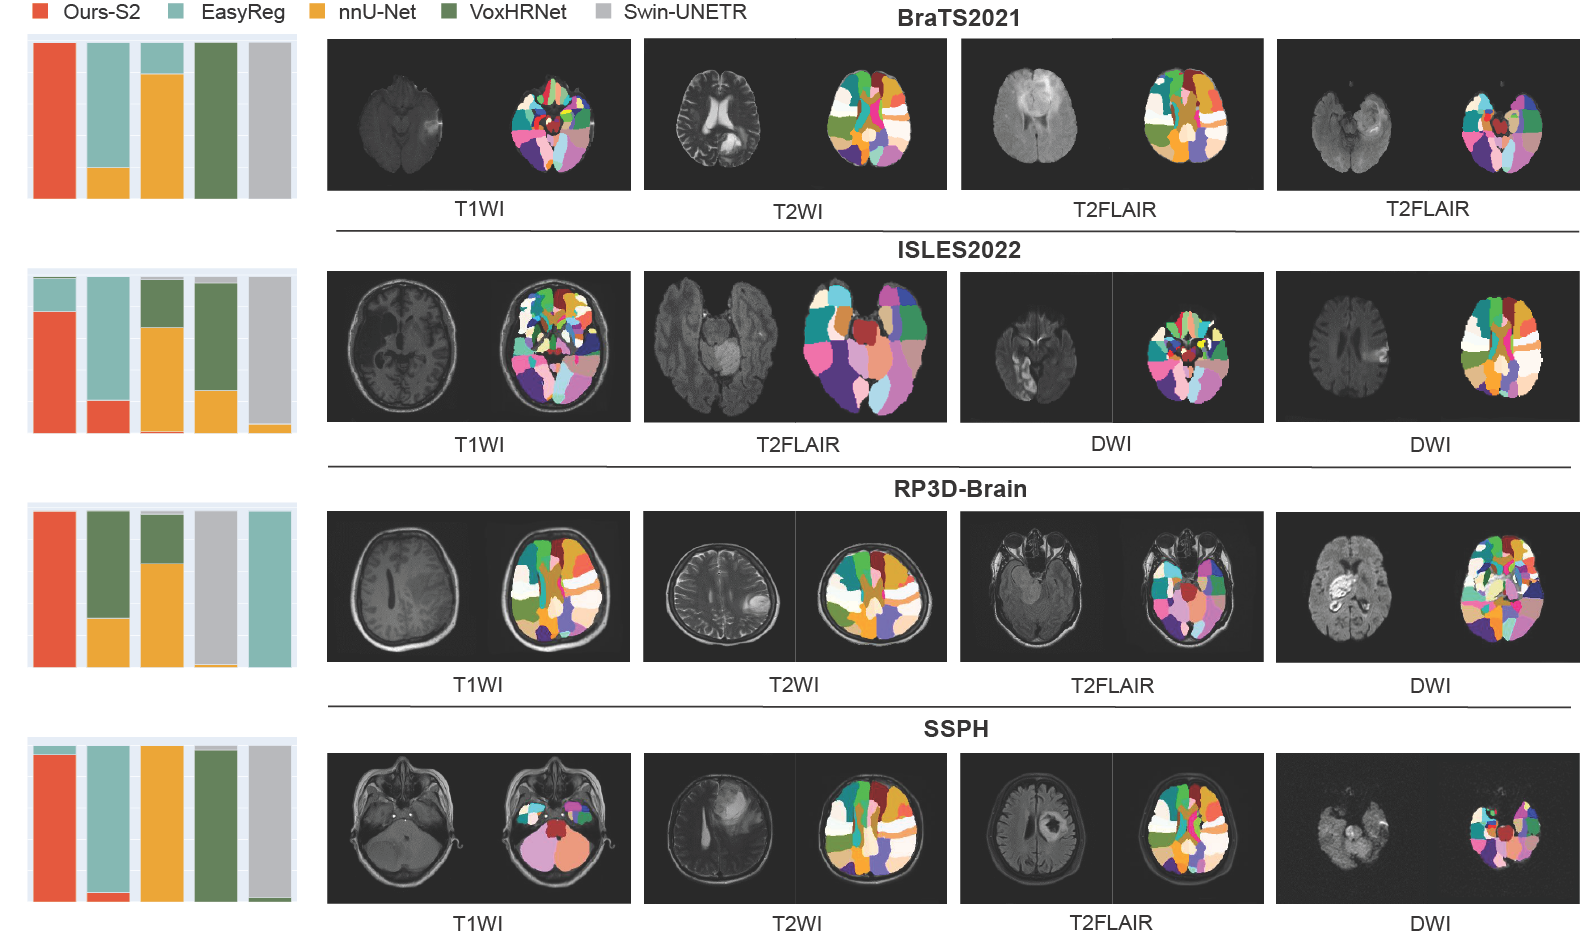 Ours-S2 EasyReg nnU-Net VoxHRNet Swin-UNETR
BraTS2021
T1WI T2WI T2FLAIR T2FLAIR
ISLES2022
T1WI T2FLAIR DWI DWI
RP3D-Brain
T1WI T2WI T2FLAIR DWI
SSPH
T1WI T2WI T2FLAIR DWI